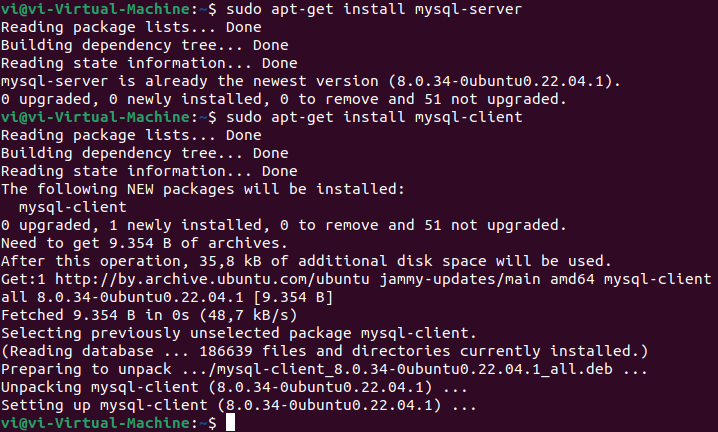 vi@vi-Virtual-Machine:~$ sudo apt-get install mysql-server
Reading package lists... Done
Building dependency tree... Done
Reading state information... Done
mysql-server is already the newest version (8.0.34-0ubuntu0.22.04.1).
0 upgraded, 0 newly installed, 0 to remove and 51 not upgraded.
vi@vi-Virtual-Machine:~$ sudo apt-get install mysql-client
Reading package lists... Done
Building dependency tree... Done
Reading state information... Done
The following NEW packages will be installed:
  mysql-client
0 upgraded, 1 newly installed, 0 to remove and 51 not upgraded.
Need to get 9.354 B of archives.
After this operation, 35,8 kB of additional disk space will be used.
Get:1 http://by.archive.ubuntu.com/ubuntu jammy-updates/main amd64 mysql-client
all 8.0.34-0ubuntu0.22.04.1 [9.354 B]
Fetched 9.354 B in 0s (48,7 kB/s)
Selecting previously unselected package mysql-client.
(Reading database ... 186639 files and directories currently installed.)
Preparing to unpack .../mysql-client_8.0.34-0ubuntu0.22.04.1_all.deb ...
Unpacking mysql-client (8.0.34-0ubuntu0.22.04.1) ...
Setting up mysql-client (8.0.34-0ubuntu0.22.04.1) ...
vi@vi-Virtual-Machine:~$